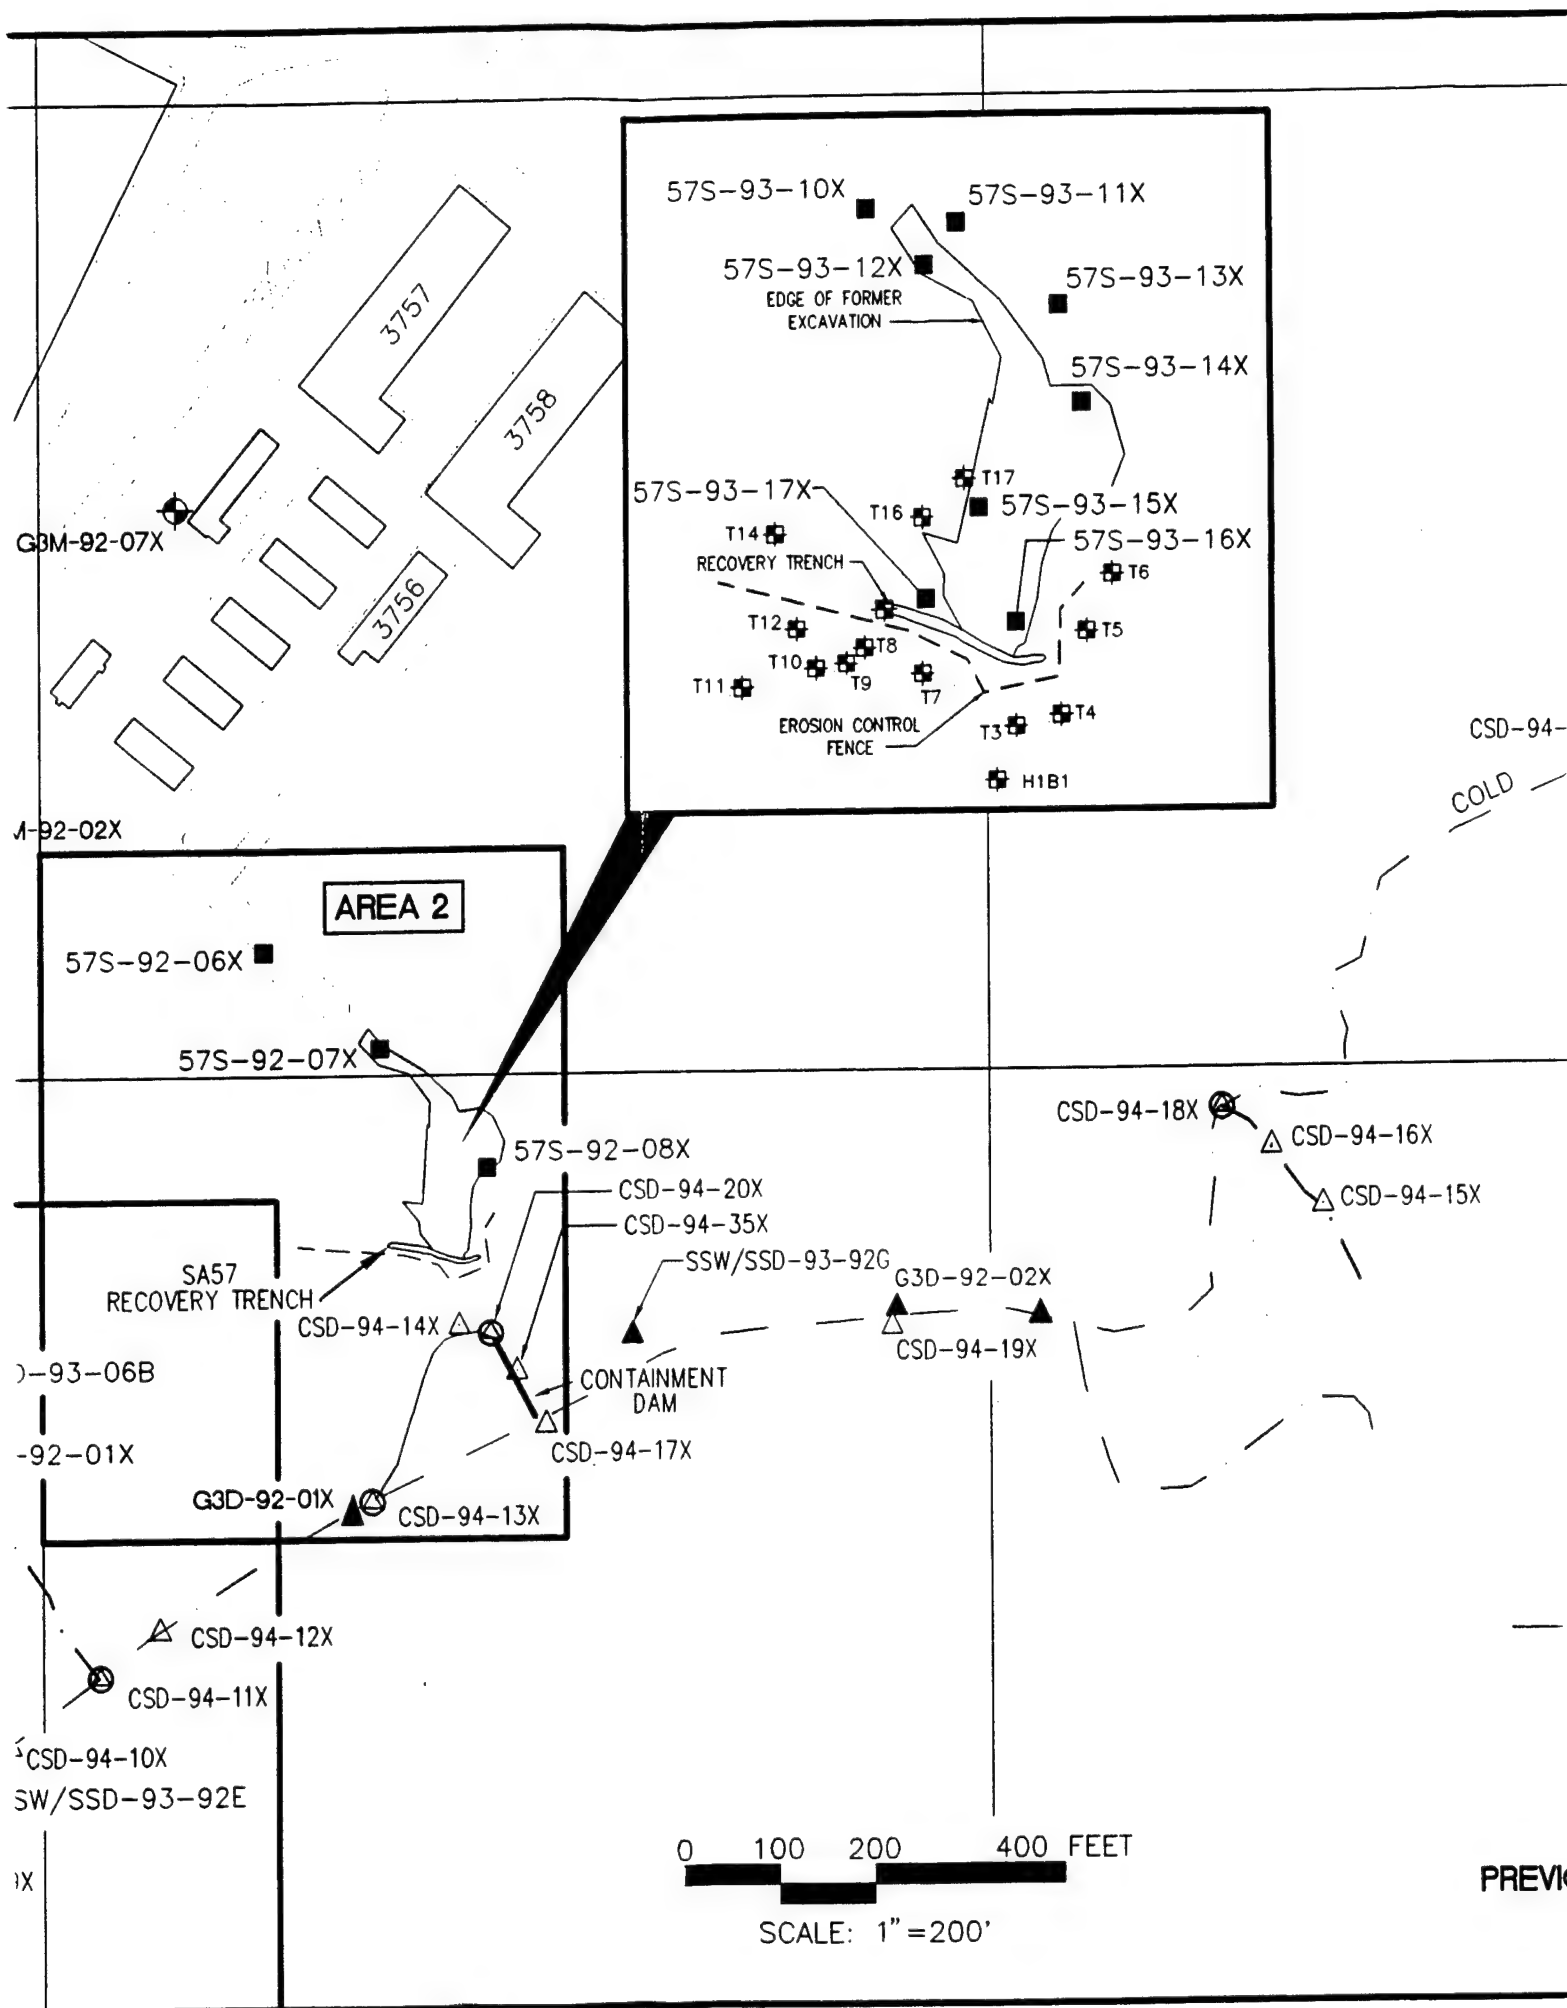 57S-93-10X
57S-93-11X
57S-93-12X
57S-93-13X
EDGE OF FORMER
EXCAVATION
57S-93-14X
3757
3758
3756
G3M-92-07X
57S-93-17X
T17
57S-93-15X
T16
T14
57S-93-16X
RECOVERY TRENCH
T6
T12
T5
T8
T10
T9
T11
T7
T4
EROSION CONTROL
FENCE
T3
H1B1
CSD-94-
COLD
-92-02X
AREA 2
57S-92-06X
57S-92-07X
57S-92-08X
CSD-94-20X
CSD-94-35X
SSW/SSD-93-92G
G3D-92-02X
CSD-94-18X
CSD-94-16X
CSD-94-15X
SA57
RECOVERY TRENCH
CSD-94-14X
CSD-94-19X
-93-06B
CONTAINMENT
DAM
-92-01X
CSD-94-17X
G3D-92-01X
CSD-94-13X
CSD-94-12X
CSD-94-11X
CSD-94-10X
SW/SSD-93-92E
X
0 100 200 400 FEET
SCALE: 1"=200'
PREVI